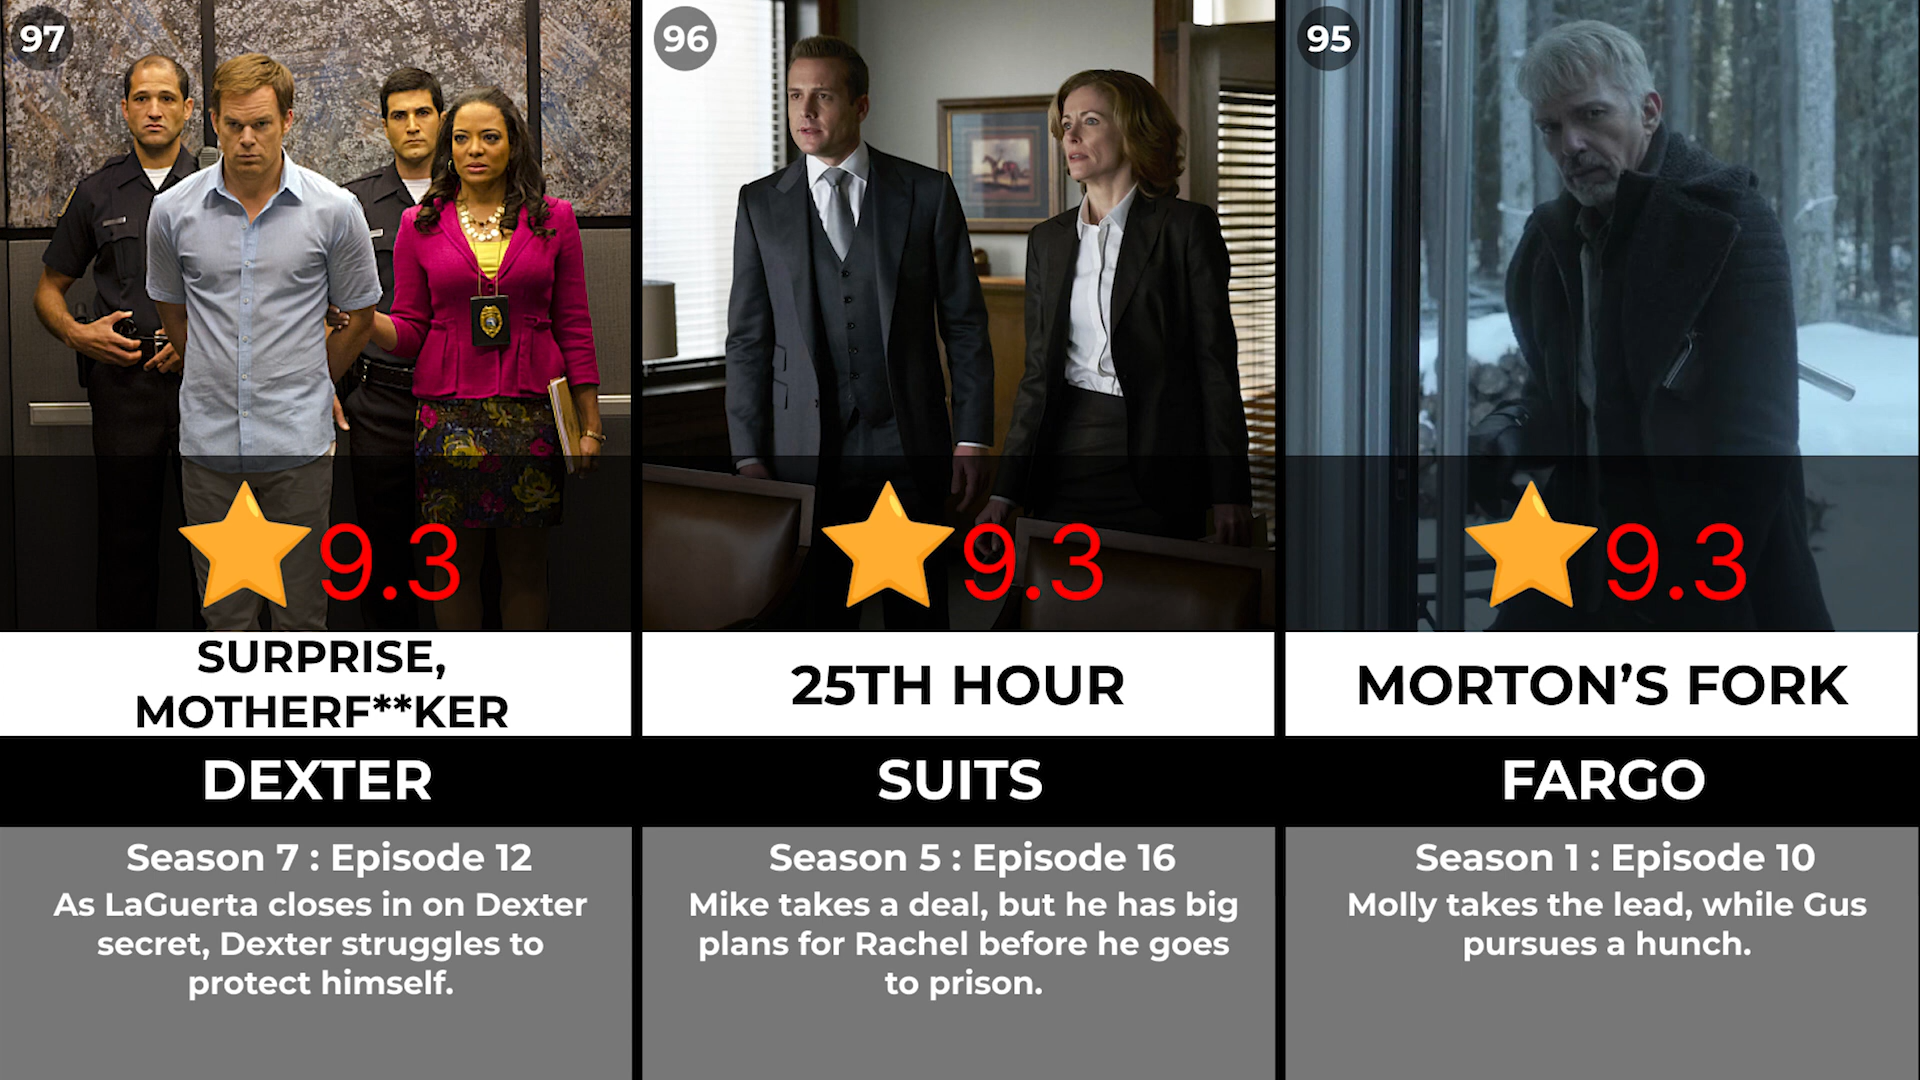 97
9.3
SURPRISE,
MOTHERF**KER
DEXTER
Season 7 : Episode 12
As LaGuerta closes in on Dexter
secret, Dexter struggles to
protect himself.
96
9.3
25TH HOUR
SUITS
Season 5 : Episode 16
Mike takes a deal, but he has big
plans for Rachel before he goes
to prison.
95
9.3
MORTON’S FORK
FARGO
Season 1 : Episode 10
Molly takes the lead, while Gus
pursues a hunch.